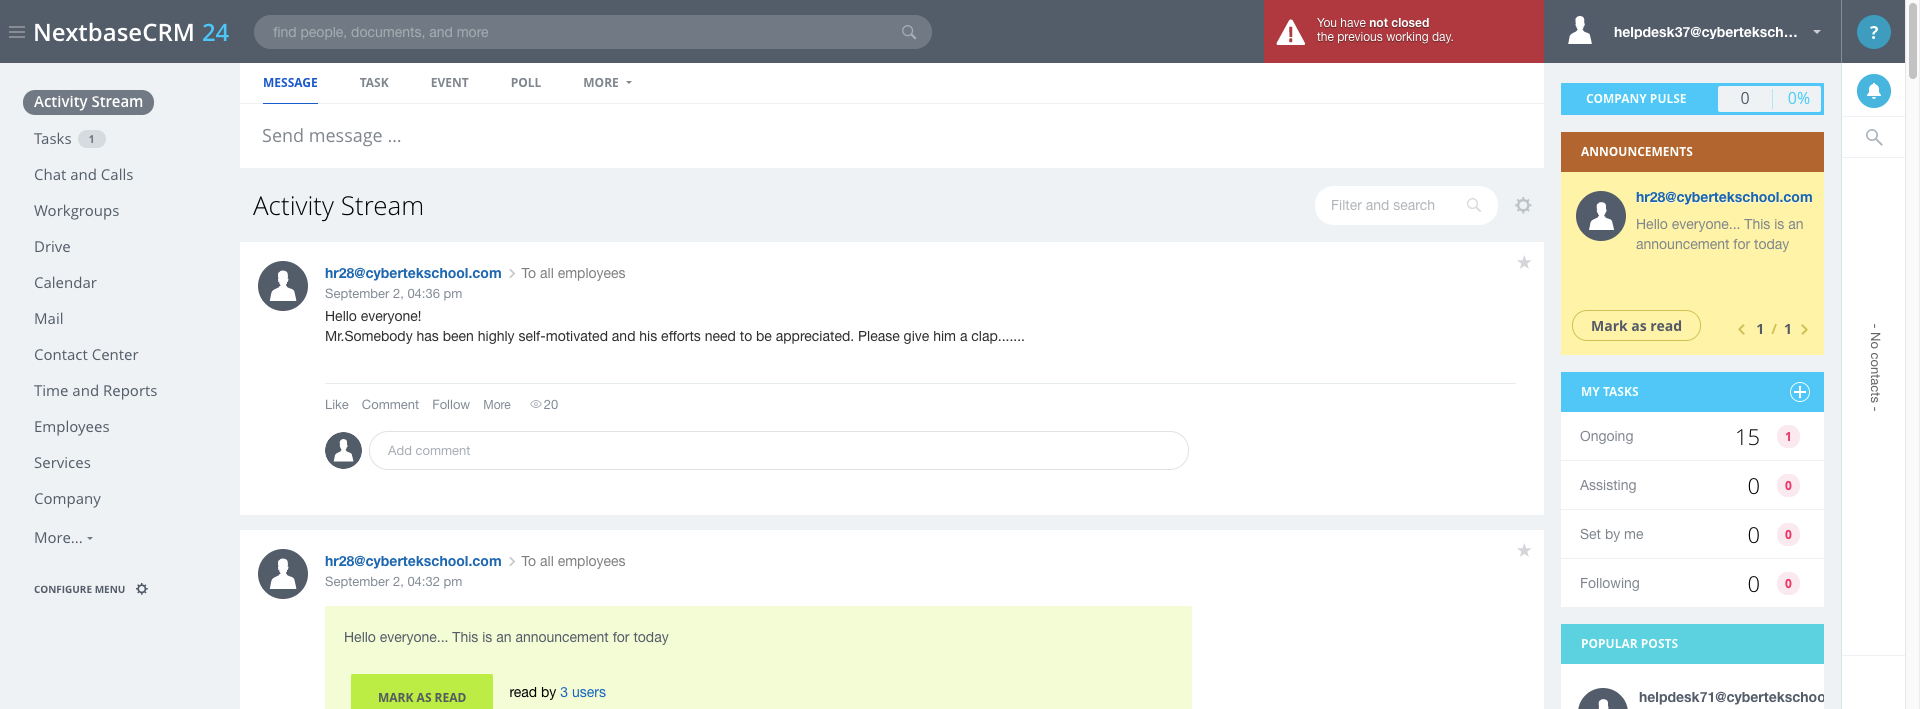 NextbaseCRM 24
find people, documents, and more
You have not closed
the previous working day.
helpdesk37@cyberteksch...
?
Activity Stream
Tasks 1
Chat and Calls
Workgroups
Drive
Calendar
Mail
Contact Center
Time and Reports
Employees
Services
Company
More...
CONFIGURE MENU
MESSAGE TASK EVENT POLL MORE
Send message ...
Activity Stream
Filter and search
hr28@cybertekschool.com > To all employees
September 2, 04:36 pm
Hello everyone!
Mr.Somebody has been highly self-motivated and his efforts need to be appreciated. Please give him a clap.......
Like Comment Follow More 20
Add comment
hr28@cybertekschool.com > To all employees
September 2, 04:32 pm
Hello everyone... This is an announcement for today
MARK AS READ read by 3 users
COMPANY PULSE 0 0%
ANNOUNCEMENTS
hr28@cybertekschool.com
Hello everyone... This is an
announcement for today
Mark as read < 1 / 1 >
MY TASKS
Ongoing 15 1
Assisting 0 0
Set by me 0 0
Following 0 0
POPULAR POSTS
helpdesk71@cybertekschoo
- No contacts -